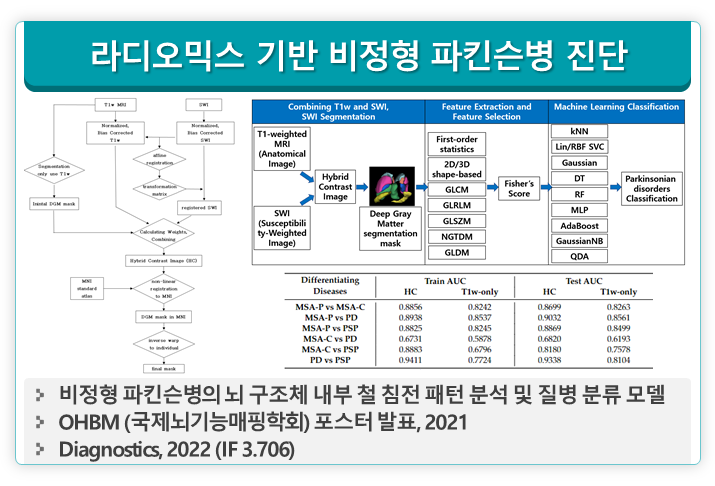 라디오믹스 기반 비정형 파킨슨병 진단
T1w MRI
SWI
Normalized,
Bias Corrected
T1w
Normalized,
Bias Corrected
SWI
affine
registration
Segmentation
only use T1w
transformation
matrix
Inintial DGM mask
registered SWI
Calculating Weights,
Combining
Hybrid Contrast Image (HC)
MNI
standard
atlas
non-linear
registration
to MNI
DGM mask in MNI
inverse warp
to individual
final mask
Combining T1w and SWI,
SWI Segmentation
Feature Extraction and
Feature Selection
Machine Learning Classification
T1-weighted
MRI
(Anatomical
Image)
SWI
(Susceptibili
ty-Weighted
Image)
Hybrid
Contrast
Image
Deep Gray
Matter
segmentation
mask
First-order
statistics
2D/3D
shape-based
GLCM
GLRLM
GLSZM
NGTDM
GLDM
Fisher's
Score
kNN
Lin/RBF SVC
Gaussian
DT
RF
MLP
AdaBoost
GaussianNB
QDA
Parkinsonian
disorders
Classification
Differentiating Train AUC Test AUC
Diseases HC T1w-only HC T1w-only
MSA-P vs MSA-C 0.8856 0.8242 0.8699 0.8263
MSA-P vs PD 0.8938 0.8537 0.9032 0.8561
MSA-P vs PSP 0.8825 0.8245 0.8869 0.8499
MSA-C vs PD 0.6731 0.5878 0.6820 0.6193
MSA-C vs PSP 0.8883 0.6796 0.8180 0.7578
PD vs PSP 0.9411 0.7724 0.9338 0.8104
비정형 파킨슨병의 뇌 구조체 내부 철 침전 패턴 분석 및 질병 분류 모델
OHBM (국제뇌기능매핑학회) 포스터 발표, 2021
Diagnostics, 2022 (IF 3.706)